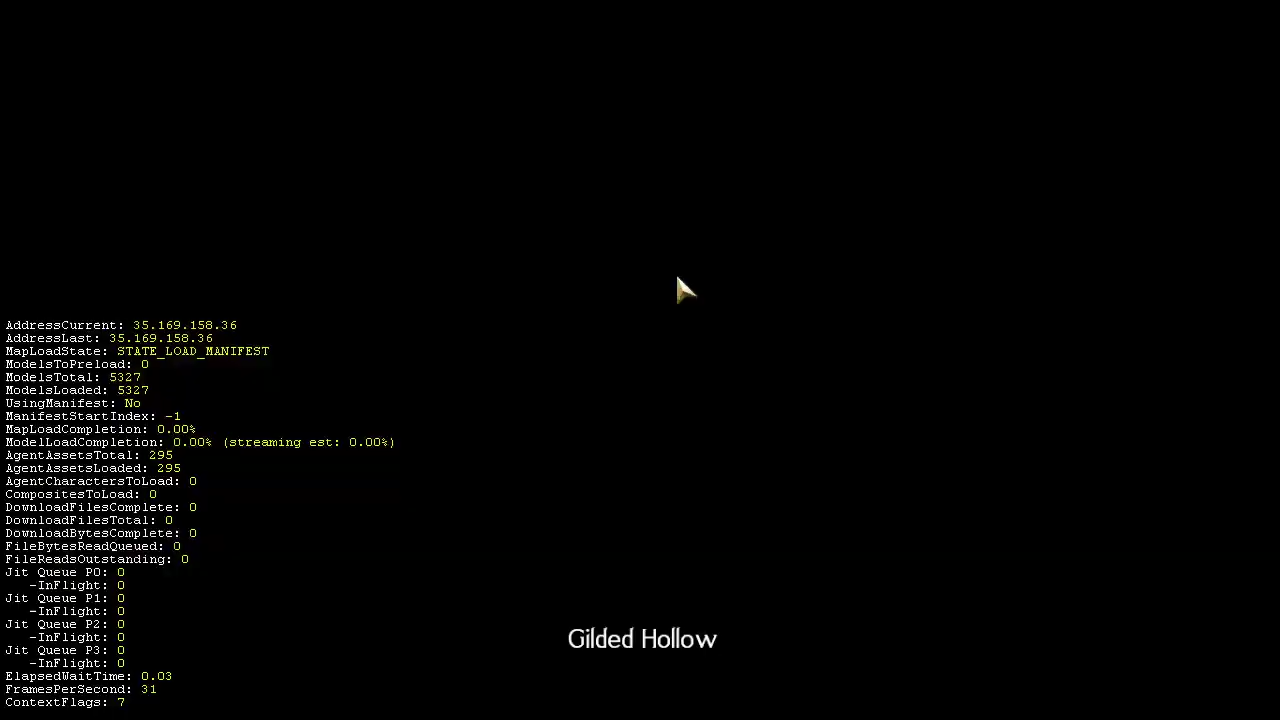 AddressCurrent: 35.169.158.36
AddressLast: 35.169.158.36
MapLoadState: STATE_LOAD_MANIFEST
ModelsToPreload: 0
ModelsTotal: 5327
ModelsLoaded: 5327
UsingManifest: No
ManifestStartIndex: -1
MapLoadCompletion: 0.00%
ModelLoadCompletion: 0.00% (streaming est: 0.00%)
AgentAssetsTotal: 295
AgentAssetsLoaded: 295
AgentCharactersToLoad: 0
CompositesToLoad: 0
DownloadFilesComplete: 0
DownloadFilesTotal: 0
DownloadBytesComplete: 0
FileBytesReadQueued: 0
FileReadsOutstanding: 0
Jit Queue P0: 0
-InFlight: 0
Jit Queue P1: 0
-InFlight: 0
Jit Queue P2: 0
-InFlight: 0
Jit Queue P3: 0
-InFlight: 0
ElapsedWaitTime: 0.03
FramesPerSecond: 31
ContextFlags: 7
Gilded Hollow